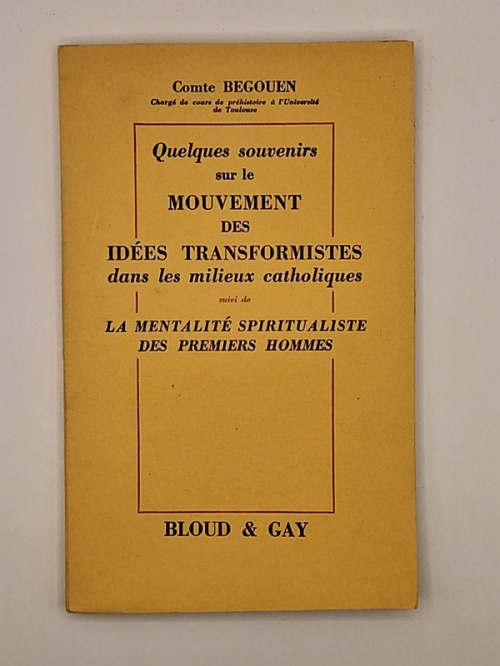 Comte BEGOUEN
Chargé de cours de préhistoire à l'Université
de Toulouse
Quelques souvenirs
sur le
MOUVEMENT
DES
IDÉES TRANSFORMISTES
dans les milieux catholiques
suivi de
LA MENTALITÉ SPIRITUALISTE
DES PREMIERS HOMMES
BLOUD & GAY